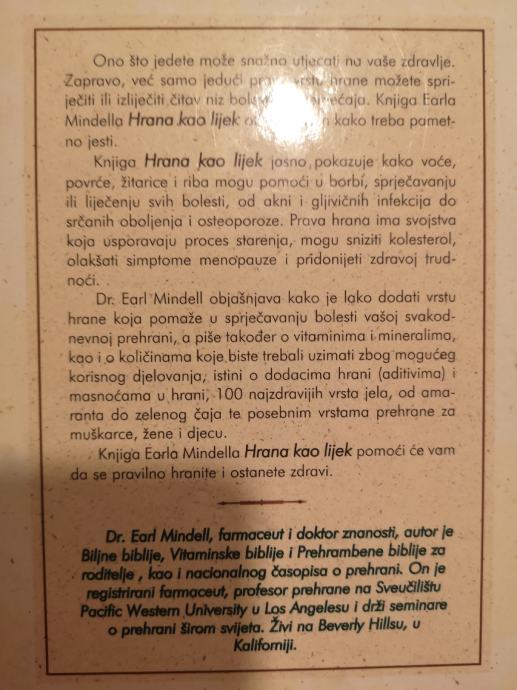 Ono što jedete može snažno utjecati na vaše zdravlje.
Zapravo, već samo jedući vrstu hrane možete spri-
ječiti ili izliječiti čitav niz Knjiga Earla
Mindella Hrana kao lijek kako treba pamet-
no jesti.
Knjiga Hrana kao lijek jasno pokazuje kako voće,
povrće, žitarice i riba mogu pomoći u borbi, sprječavanju
ili liječenju svih bolesti, od akni i gljivičnih infekcija do
srčanih oboljenja i osteoporoze. Prava hrana ima svojstva
koja usporavaju proces starenja, mogu sniziti kolesterol,
olakšati simptome menopauze i pridonijeti zdravoj trud-
noći.
Dr. Earl Mindell objašnjava kako je lako dodati vrstu
hrane koja pomaže u sprječavanju bolesti vašoj svakod-
nevnoj prehrani, a piše također o vitaminima i mineralima,
kao i o količinama koje biste trebali uzimati zbog mogućeg
korisnog djelovanja; istini o dodacima hrani (aditivima) i
masnoćama u hrani, 100 najzdravijih vrsta jela, od ama-
ranta do zelenog čaja te posebnim vrstama prehrane za
muškarce, žene i djecu.
Knjiga Earla Mindella Hrana kao lijek pomoći će vam
da se pravilno hranite i ostanete zdravi.
Dr. Earl Mindell, farmaceut i doktor znanosti, autor je
Biljne biblije, Vitaminske biblije i Prehrambene biblije za
roditelje , kao i nacionalnog časopisa o prehrani. On je
registrirani farmaceut, profesor prehrane na Sveučilištu
Pacific Western University u Los Angelesu i drži seminare
o prehrani širom svijeta. Živi na Beverly Hillsu, u
Kaliforniji.